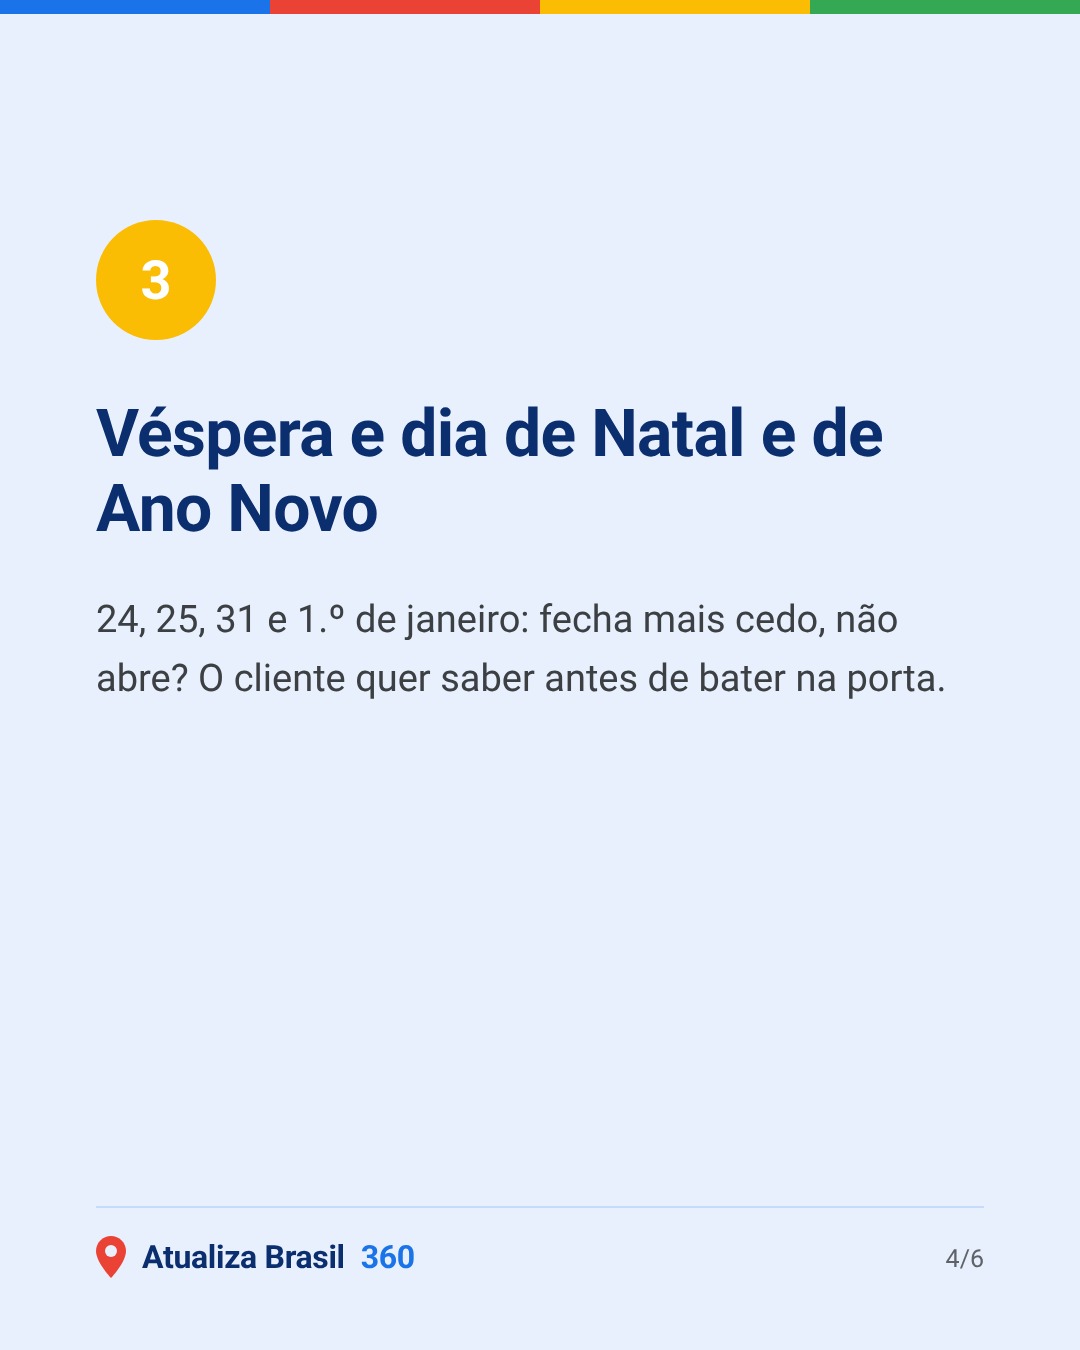 3
Véspera e dia de Natal e de
Ano Novo
24, 25, 31 e 1.º de janeiro: fecha mais cedo, não
abre? O cliente quer saber antes de bater na porta.
Atualiza Brasil 360
4/6